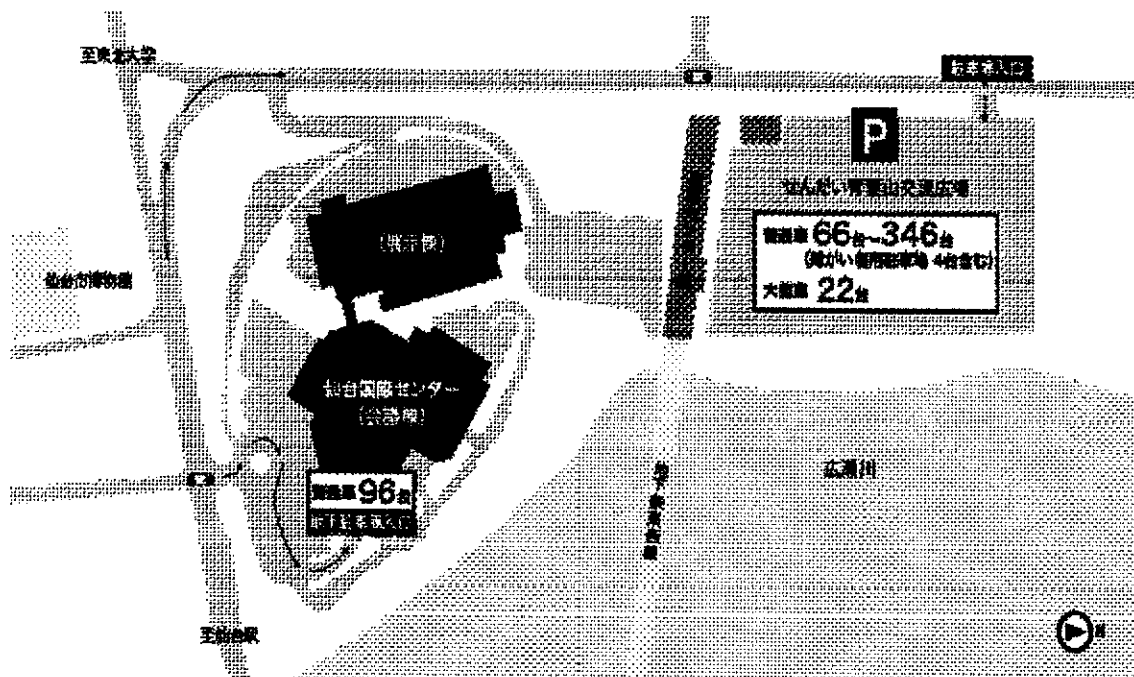 至東北大学
駐車場入口
P
せんだい青葉山交流広場
普通車 66台~346台
(障がい者用駐車場 4台含む)
大型車 22台
(展示棟)
仙台市博物館
仙台国際センター
(会議棟)
広瀬川
普通車 96台
地下駐車場入口
地下鉄東西線
至仙台駅